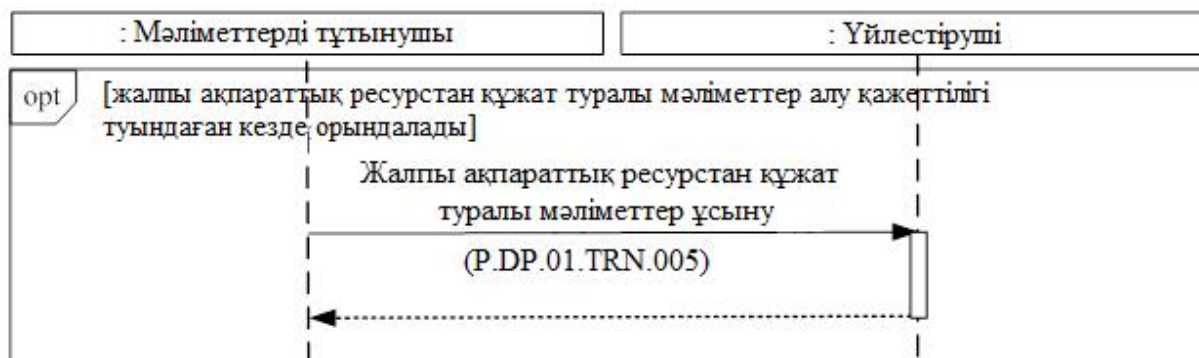 : Мәліметтерді тұтынушы
: Үйлестіруші
opt
[жалпы ақпараттық ресурстан құжат туралы мәліметтер алу қажеттілігі
туындаған кезде орындалады]
Жалпы ақпараттық ресурстан құжат
туралы мәліметтер ұсыну
(P.DP.01.TRN.005)